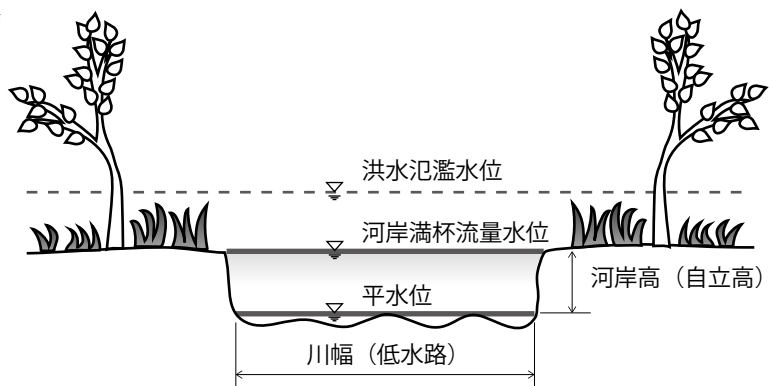 洪水氾濫水位
河岸満杯流量水位
河岸高（自立高）
平水位
川幅（低水路）